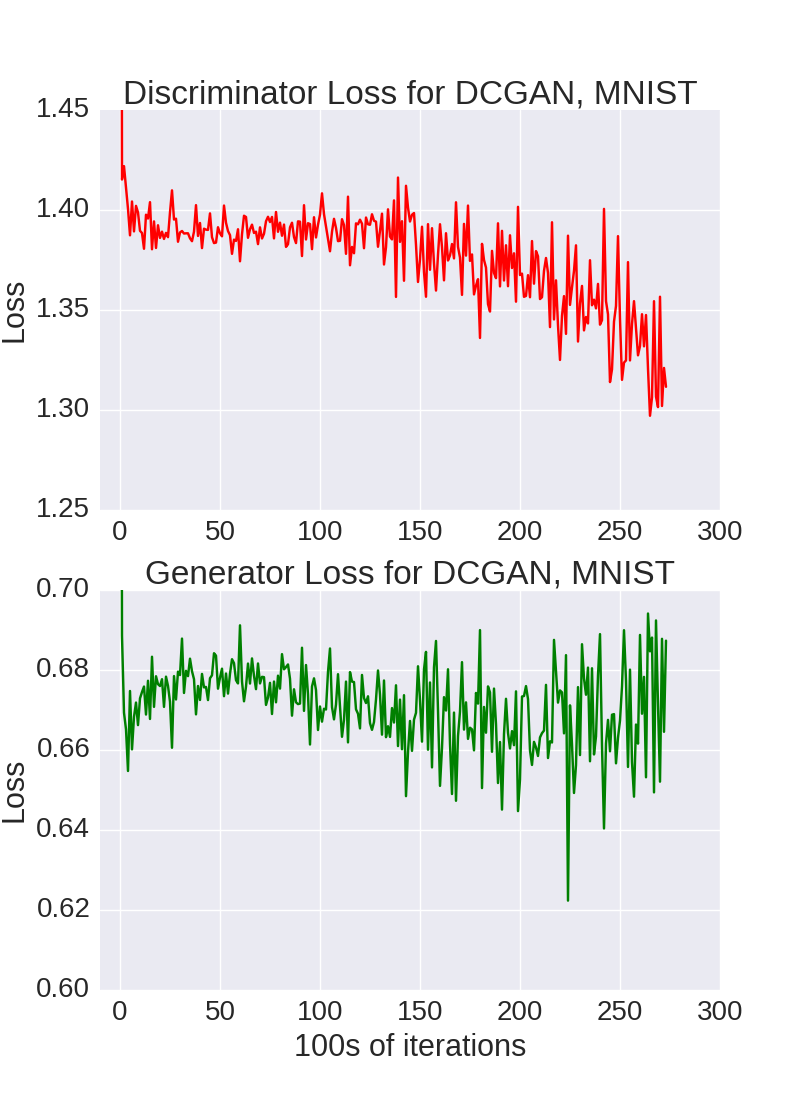 Discriminator Loss for DCGAN, MNIST
1.45
1.40
1.35
1.30
1.25
Loss
0 50 100 150 200 250 300
Generator Loss for DCGAN, MNIST
0.70
0.68
0.66
0.64
0.62
0.60
Loss
0 50 100 150 200 250 300
100s of iterations